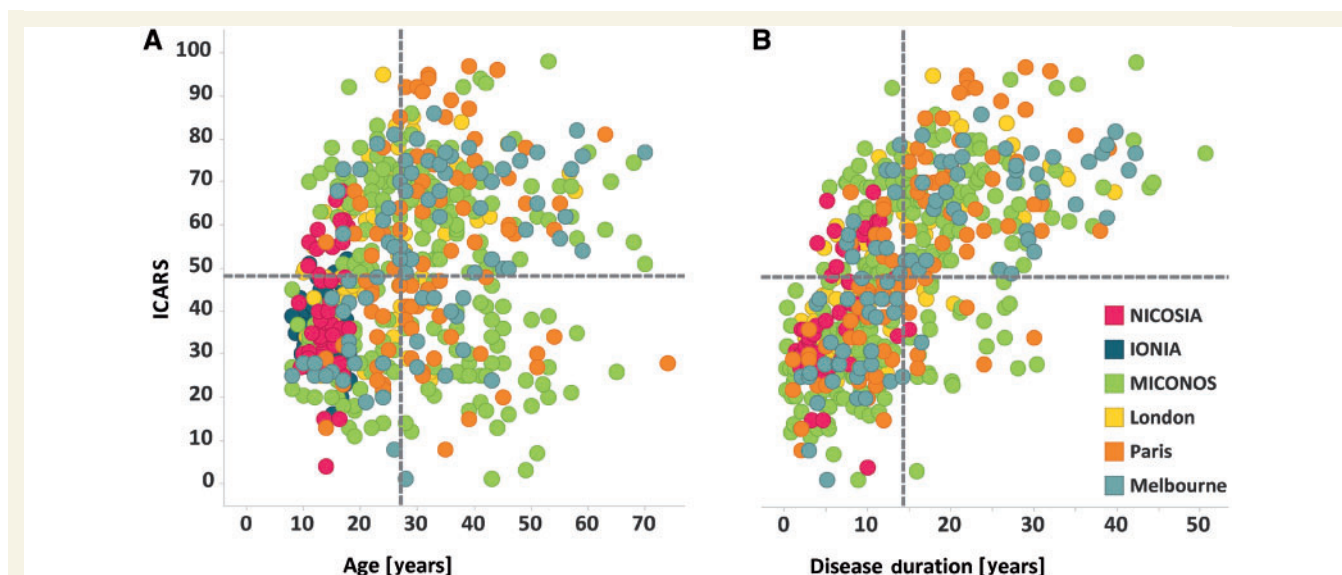 A
B
100
90
80
70
60
50
40
30
20
10
0
ICARS
0 10 20 30 40 50 60 70
Age [years]
0 10 20 30 40 50
Disease duration [years]
NICOSIA
IONIA
MICONOS
London
Paris
Melbourne